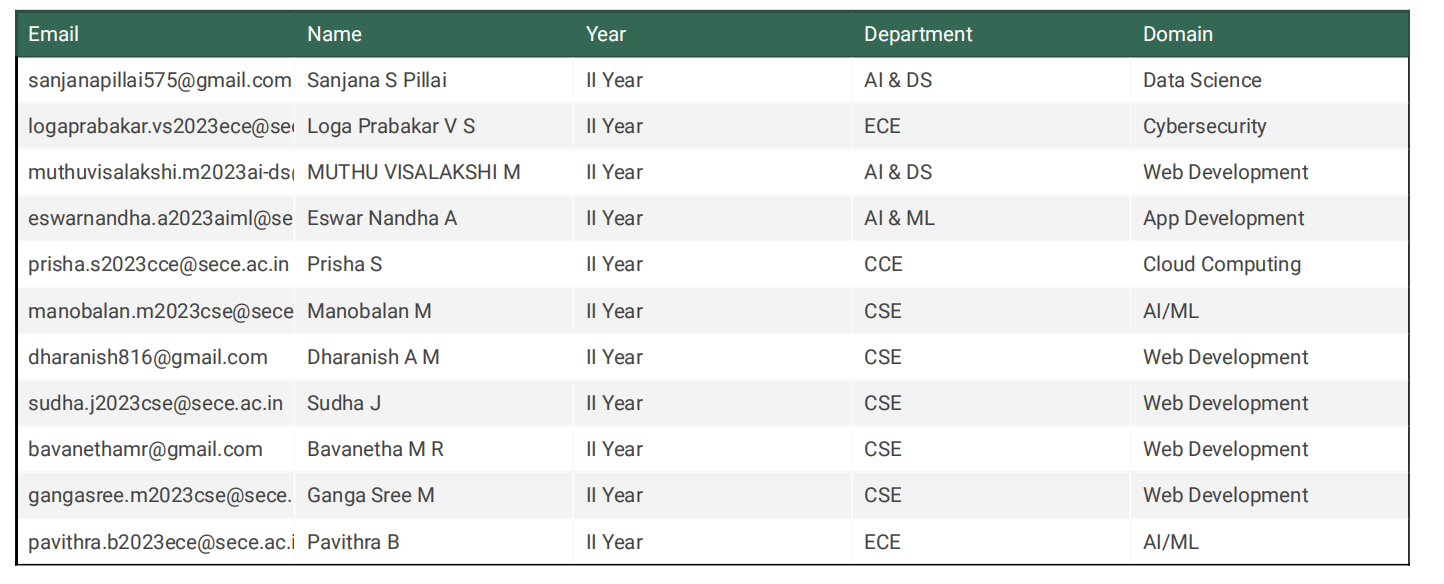 Email Name Year Department Domain
sanjanapillai575@gmail.com Sanjana S Pillai II Year AI & DS Data Science
logaprabakar.vs2023ece@se Loga Prabakar V S II Year ECE Cybersecurity
muthuvisalakshi.m2023ai-ds MUTHU VISALAKSHI M II Year AI & DS Web Development
eswarnandha.a2023aiml@se Eswar Nandha A II Year AI & ML App Development
prisha.s2023cce@sece.ac.in Prisha S II Year CCE Cloud Computing
manobalan.m2023cse@sece Manobalan M II Year CSE AI/ML
dharanish816@gmail.com Dharanish A M II Year CSE Web Development
sudha.j2023cse@sece.ac.in Sudha J II Year CSE Web Development
bavanethamr@gmail.com Bavanetha M R II Year CSE Web Development
gangasree.m2023cse@sece. Ganga Sree M II Year CSE Web Development
pavithra.b2023ece@sece.ac.i Pavithra B II Year ECE AI/ML